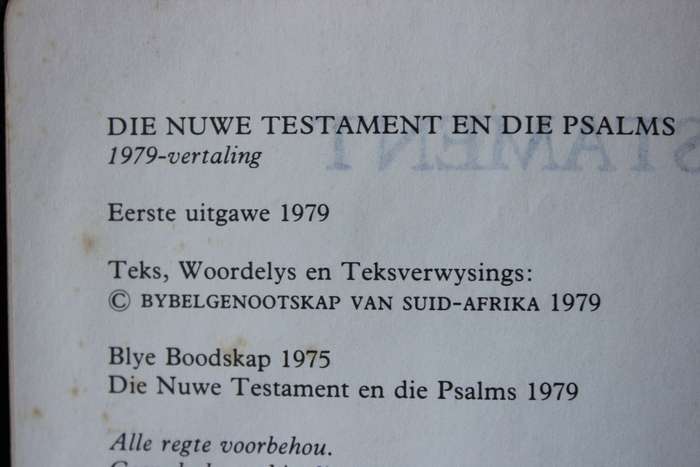 DIE NUWE TESTAMENT EN DIE PSALMS
1979-vertaling
Eerste uitgawe 1979
Teks, Woordelys en Teksverwysings:
© BYBELGENOOTSKAP VAN SUID-AFRIKA 1979
Blye Boodskap 1975
Die Nuwe Testament en die Psalms 1979
Alle regte voorbehou.